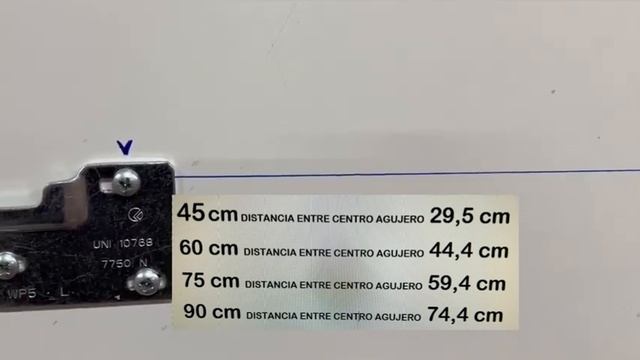 UNI 10768
7750 N
WP5 · L
45 cm DISTANCIA ENTRE CENTRO AGUJERO 29,5 cm
60 cm DISTANCIA ENTRE CENTRO AGUJERO 44,4 cm
75 cm DISTANCIA ENTRE CENTRO AGUJERO 59,4 cm
90 cm DISTANCIA ENTRE CENTRO AGUJERO 74,4 cm